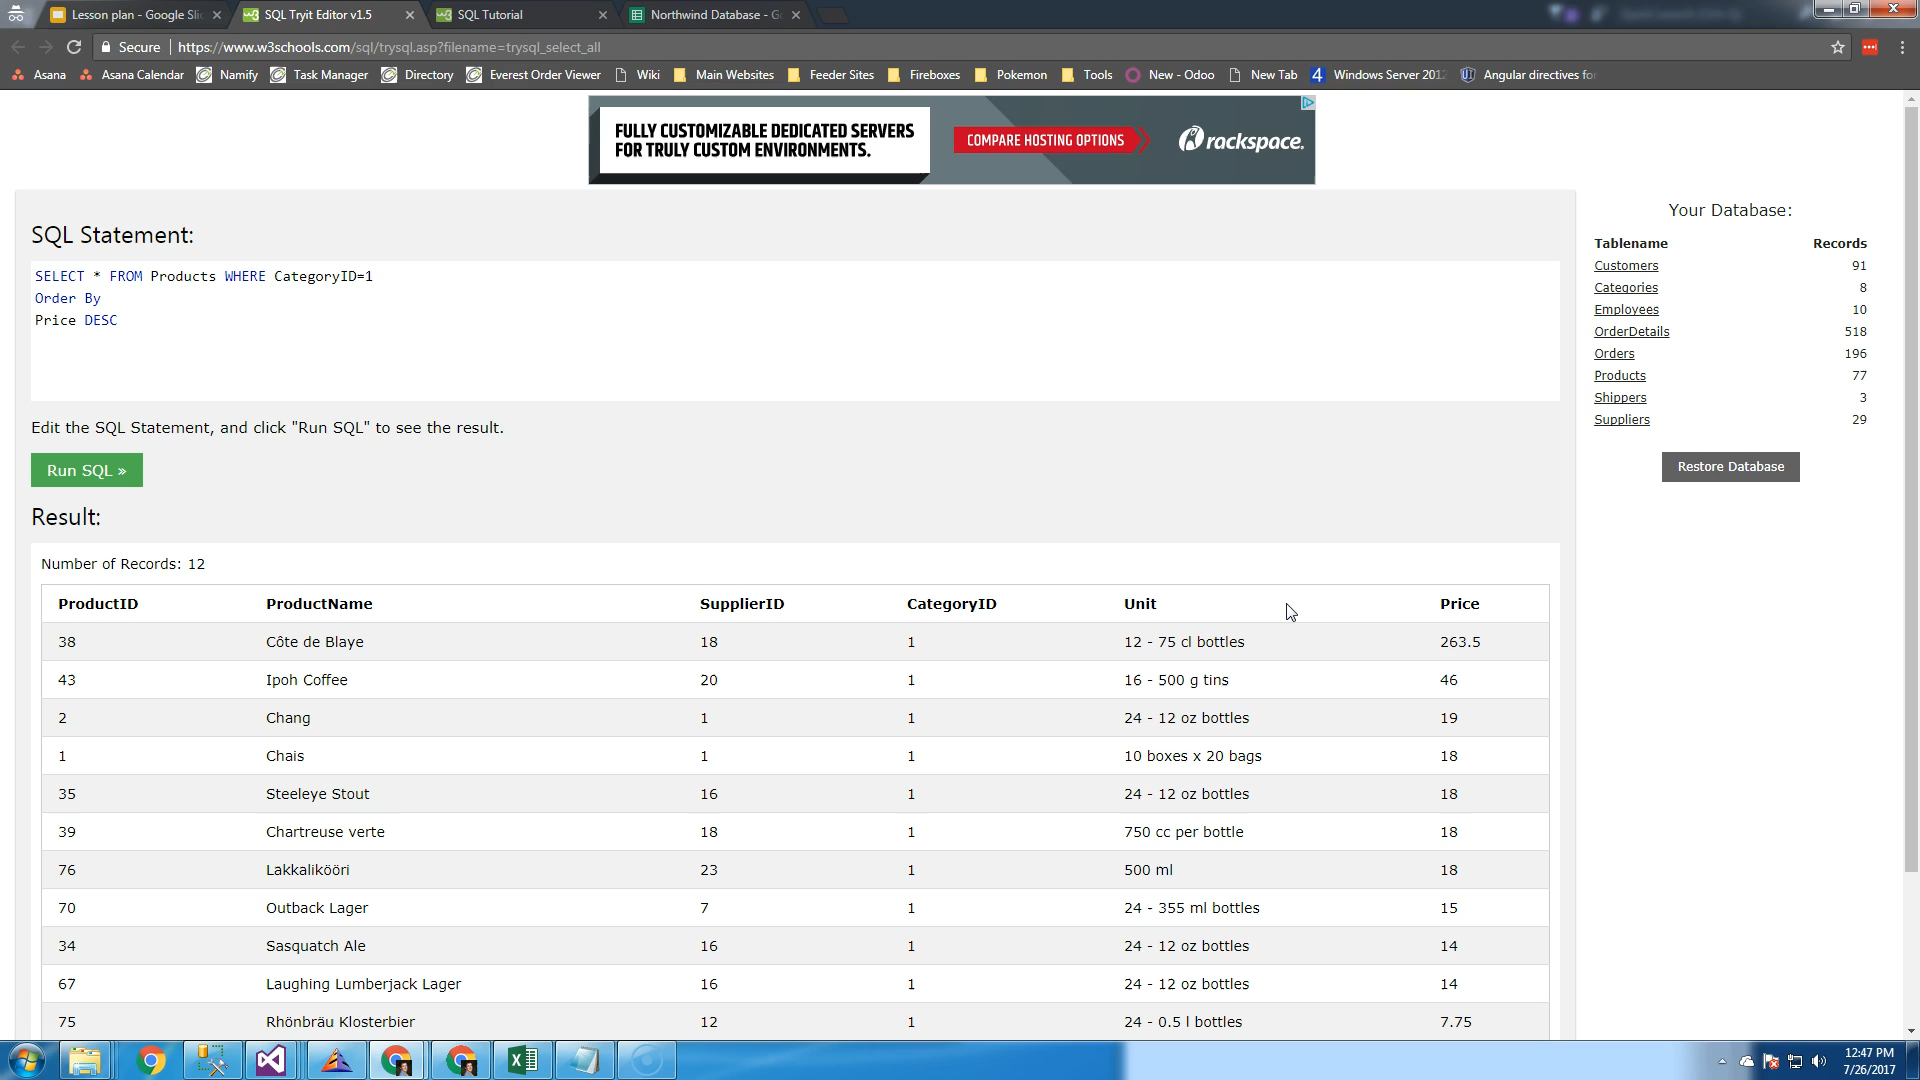 Lesson plan - Google Slid
SQL Tryit Editor v1.5
SQL Tutorial
Northwind Database - G
Secure
https://www.w3schools.com/sql/trysql.asp?filename=trysql_select_all
Asana
Asana Calendar
Namify
Task Manager
Directory
Everest Order Viewer
Wiki
Main Websites
Feeder Sites
Fireboxes
Pokemon
Tools
New - Odoo
New Tab
Windows Server 2012
Angular directives for
FULLY CUSTOMIZABLE DEDICATED SERVERS
FOR TRULY CUSTOM ENVIRONMENTS.
COMPARE HOSTING OPTIONS
rackspace.
SQL Statement:
SELECT * FROM Products WHERE CategoryID=1
Order By
Price DESC
Edit the SQL Statement, and click "Run SQL" to see the result.
Run SQL »
Result:
Number of Records: 12
ProductID ProductName SupplierID CategoryID Unit Price
38 Côte de Blaye 18 1 12 - 75 cl bottles 263.5
43 Ipoh Coffee 20 1 16 - 500 g tins 46
2 Chang 1 1 24 - 12 oz bottles 19
1 Chais 1 1 10 boxes x 20 bags 18
35 Steeleye Stout 16 1 24 - 12 oz bottles 18
39 Chartreuse verte 18 1 750 cc per bottle 18
76 Lakkalikööri 23 1 500 ml 18
70 Outback Lager 7 1 24 - 355 ml bottles 15
34 Sasquatch Ale 16 1 24 - 12 oz bottles 14
67 Laughing Lumberjack Lager 16 1 24 - 12 oz bottles 14
75 Rhönbräu Klosterbier 12 1 24 - 0.5 l bottles 7.75
Your Database:
Tablename Records
Customers 91
Categories 8
Employees 10
OrderDetails 518
Orders 196
Products 77
Shippers 3
Suppliers 29
Restore Database
12:47 PM
7/26/2017